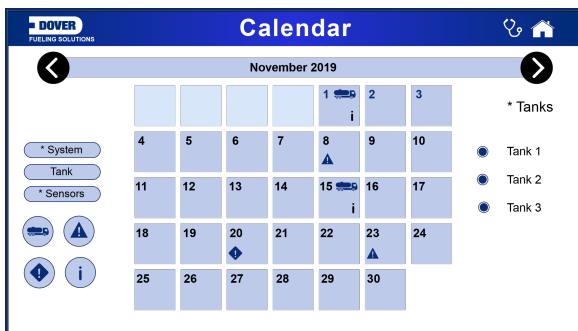 DOVER
FUELING SOLUTIONS
Calendar
November 2019
1 2 3
i
4 5 6 7 8 9 10
11 12 13 14 15 16 17
i
18 19 20 21 22 23 24
25 26 27 28 29 30
* System
Tank
* Sensors
i
* Tanks
Tank 1
Tank 2
Tank 3